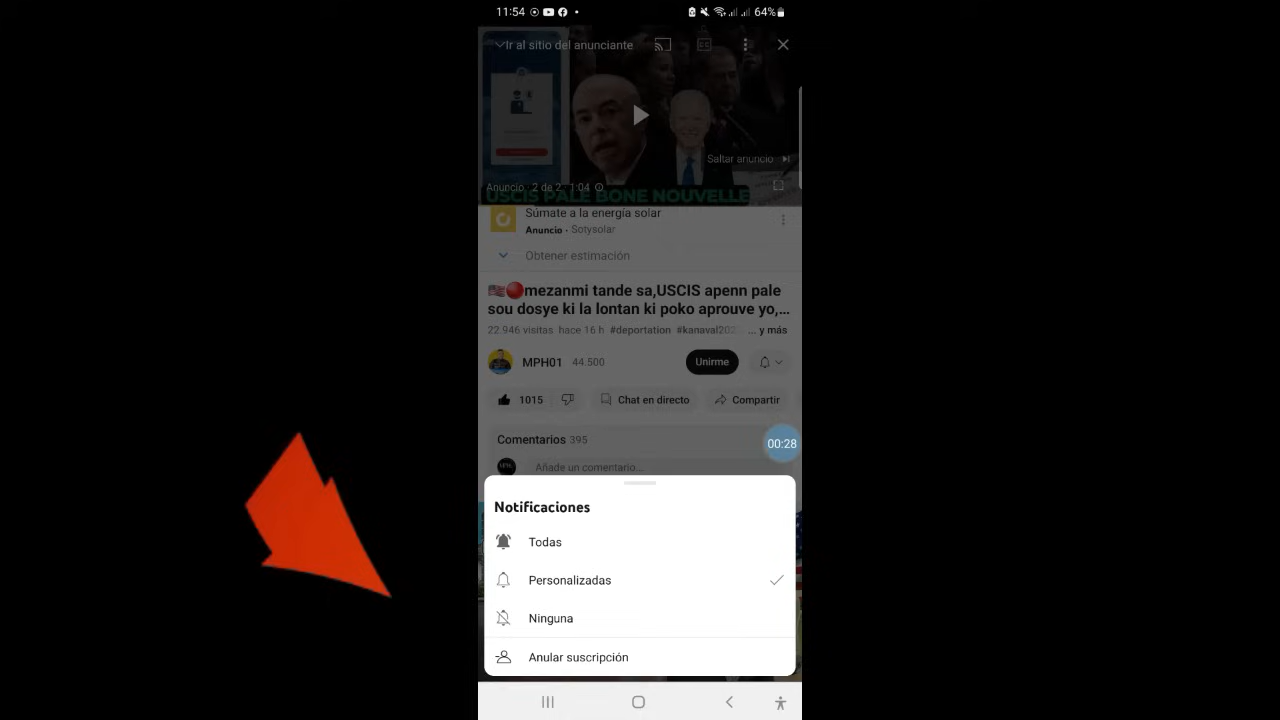 11:54
64%
Ir al sitio del anunciante
CC
Saltar anuncio
Anuncio · 2 de 2 · 1:04
USCIS PALE BONE NOUVELLE
Súmate a la energía solar
Anuncio · Sotysolar
Obtener estimación
🇺🇸🔴mezanmi tande sa,USCIS apenn pale
sou dosye ki la lontan ki poko aprouve yo,...
22.946 visitas hace 16 h #deportation #kanaval202 ... y más
MPH01 44.500 Unirme
1015 Chat en directo Compartir
Comentarios 395
00:28
Añade un comentario...
Notificaciones
Todas
Personalizadas
Ninguna
Anular suscripción